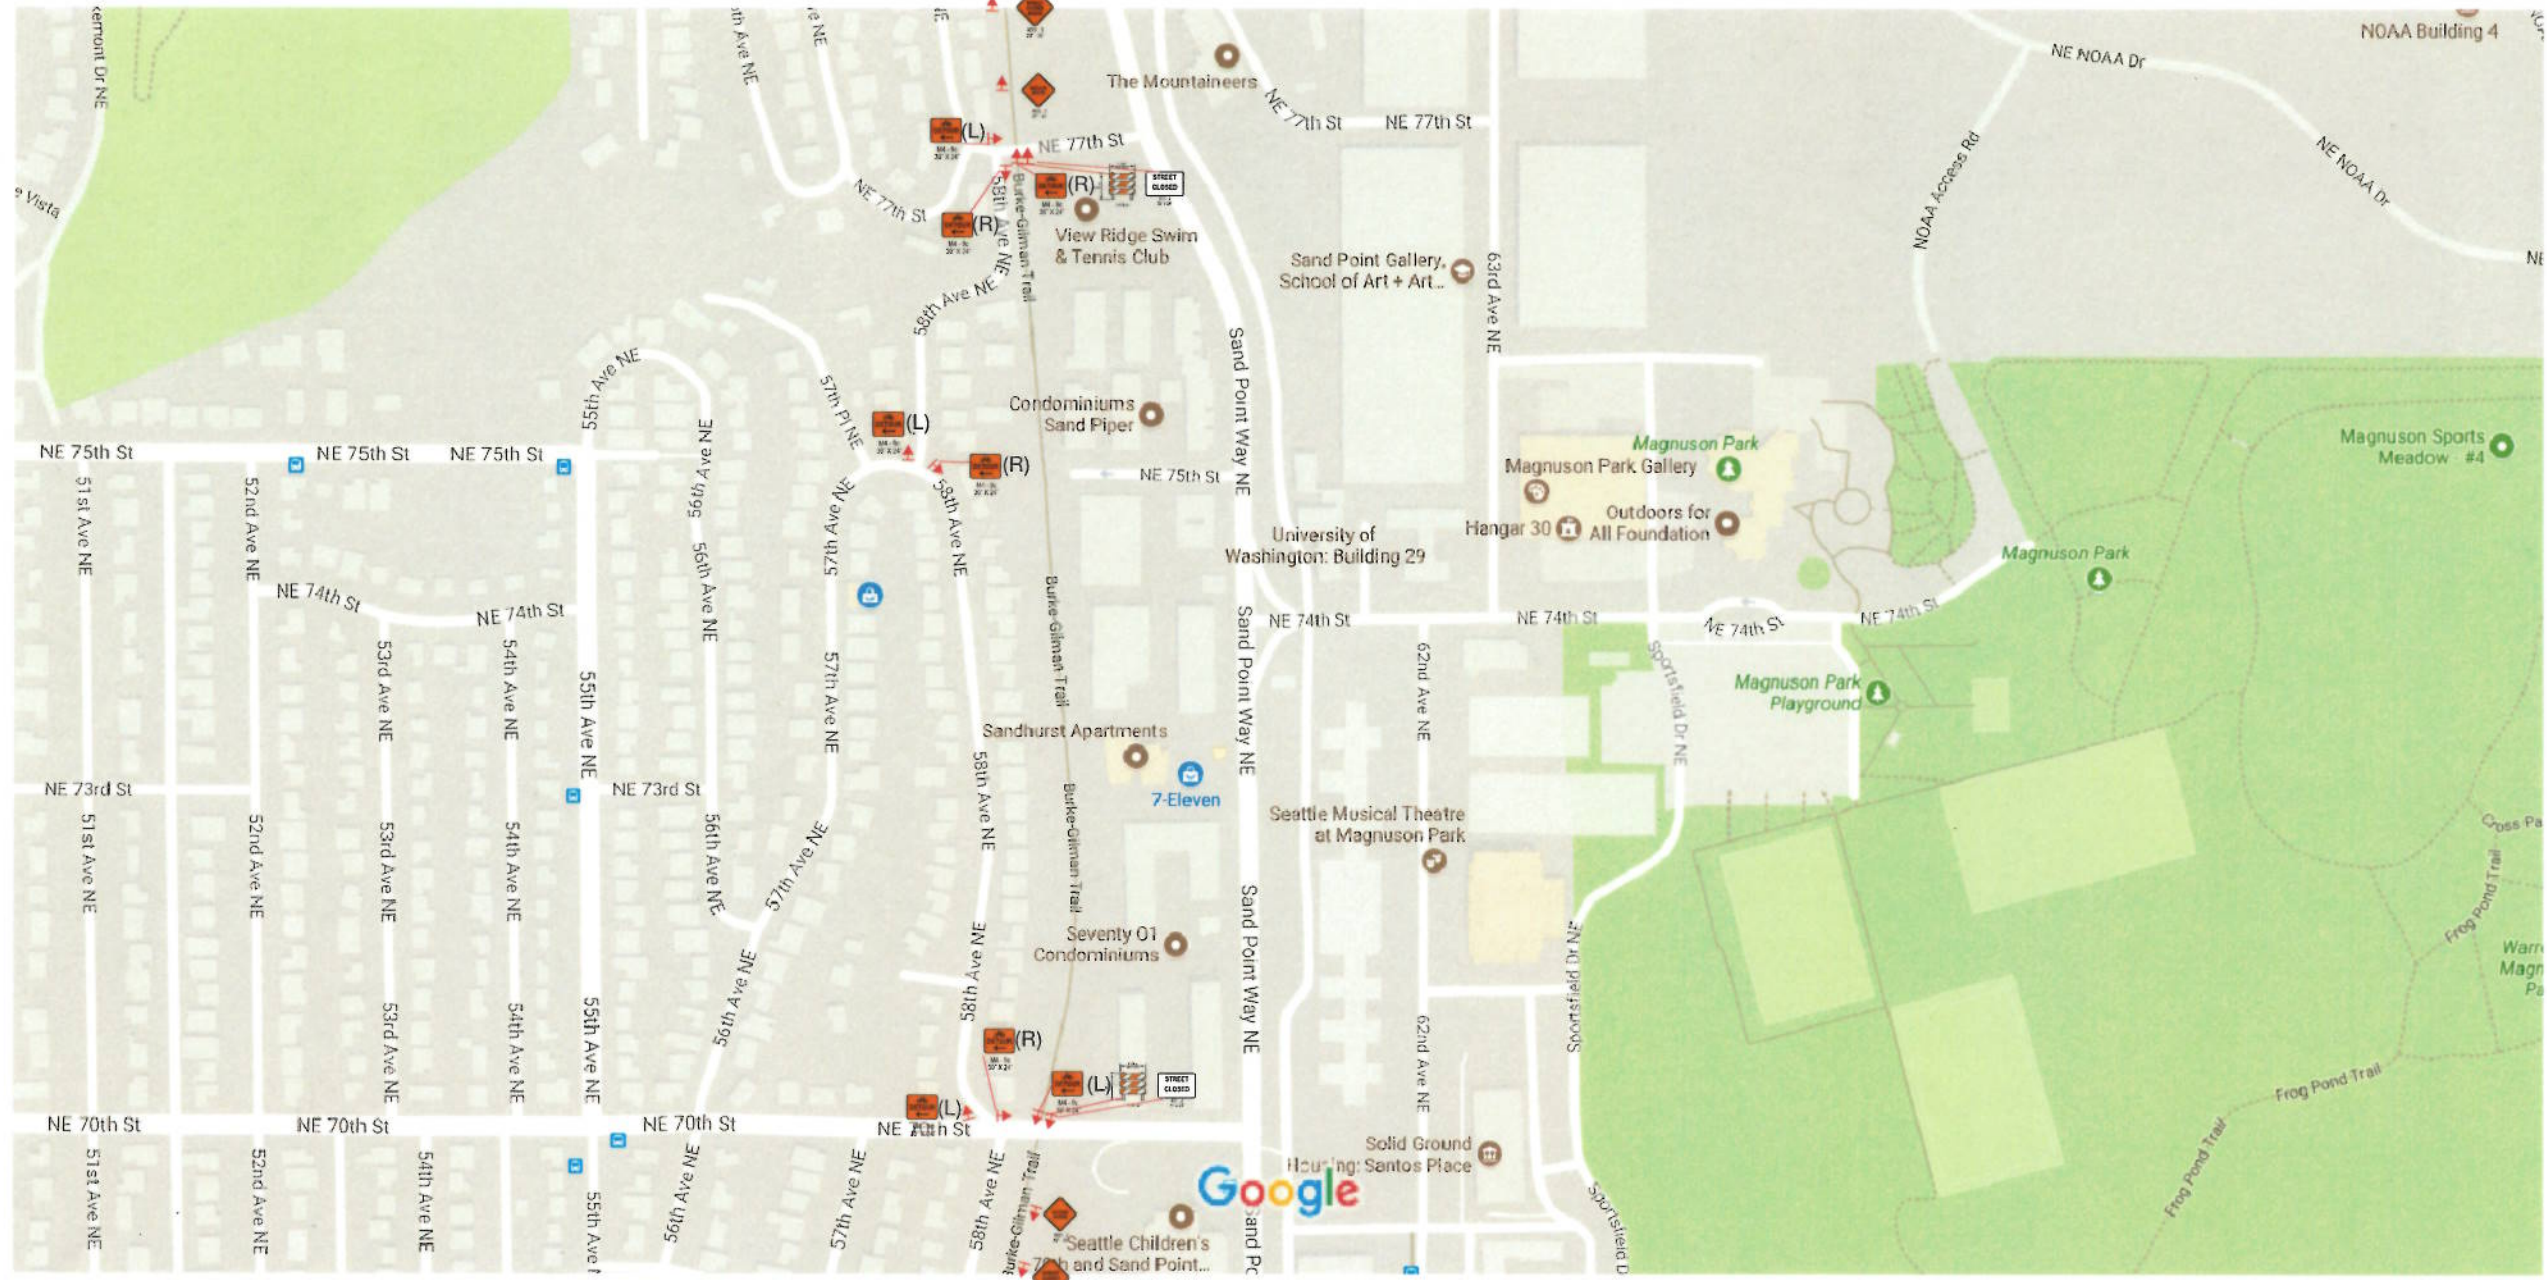 NOAA Building 4
NE NOAA Dr
The Mountaineers
NE 77th St
NE 77th St
NOAA Access Rd
NE NOAA Dr
(L)
NE 77th St
DETOUR
(R)
STREET
CLOSED
NE 77th St
(R)
58th Ave NE
Burke-Gilman Trail
View Ridge Swim
& Tennis Club
e Vista
Sand Point Gallery,
School of Art + Art...
63rd Ave NE
58th Ave NE
55th Ave NE
57th Pl NE
(L)
Condominiums
Sand Piper
Sand Point Way NE
NE 75th St
NE 75th St
NE 75th St
56th Ave NE
(R)
NE 75th St
Magnuson Park
Magnuson Park Gallery
Magnuson Sports
Meadow #4
51st Ave NE
52nd Ave NE
57th Ave NE
58th Ave NE
Hangar 30
Outdoors for
All Foundation
University of
Washington: Building 29
Magnuson Park
56th Ave NE
NE 74th St
NE 74th St
Burke-Gilman Trail
NE 74th St
NE 74th St
NE 74th St
NE 74th St
53rd Ave NE
54th Ave NE
55th Ave NE
57th Ave NE
Sand Point Way NE
62nd Ave NE
Sportsfield Dr NE
Magnuson Park
Playground
Sandhurst Apartments
58th Ave NE
7-Eleven
NE 73rd St
NE 73rd St
Burke-Gilman Trail
Seattle Musical Theatre
at Magnuson Park
51st Ave NE
52nd Ave NE
53rd Ave NE
54th Ave NE
56th Ave NE
57th Ave NE
Frog Pond Trail
Seventy 01
Condominiums
Sand Point Way NE
58th Ave NE
56th Ave NE
Sportsfield Dr NE
53rd Ave NE
54th Ave NE
55th Ave NE
(R)
62nd Ave NE
(L)
STREET
CLOSED
(L)
Frog Pond Trail
NE 70th St
NE 70th St
NE 70th St
51st Ave NE
52nd Ave NE
54th Ave NE
55th Ave
56th Ave NE
57th Ave NE
58th Ave NE
Burke-Gilman Trail
Solid Ground
Housing: Santos Place
Google
Frog Pond Trail
Sportsfield D
Seattle Children's
and Sand Point...